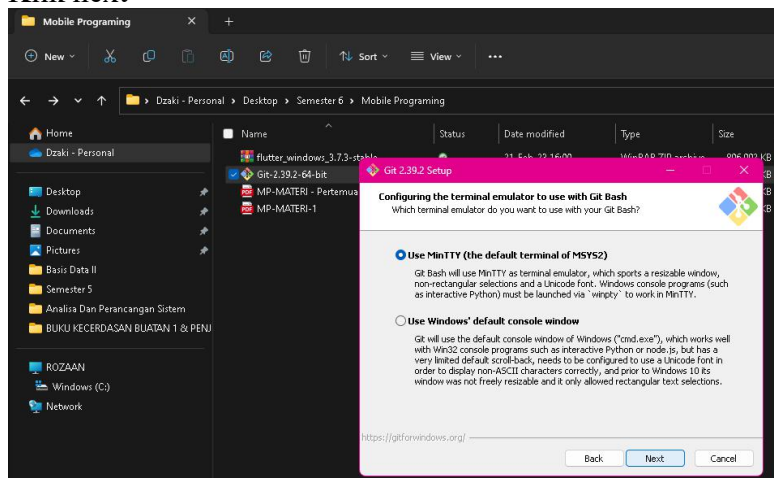 Mobile Programing
New
Sort
View
Dzaki - Personal > Desktop > Semester 6 > Mobile Programing
Home
Dzaki - Personal
Desktop
Downloads
Documents
Pictures
Basis Data II
Semester 5
Analisa Dan Perancangan Sistem
BUKU KECERDASAN BUATAN 1 & PENJ
ROZAAN
Windows (C:)
Network
Name Status Date modified Type Size
flutter_windows_3.7.3-stable 21-Feb-23 16:00 WinRAR ZIP archive
Git-2.39.2-64-bit
MP-MATERI - Pertemua
MP-MATERI-1
Git 2.39.2 Setup
Configuring the terminal emulator to use with Git Bash
Which terminal emulator do you want to use with your Git Bash?
Use MinTTY (the default terminal of MSYS2)
Git Bash will use MinTTY as terminal emulator, which sports a resizable window,
non-rectangular selections and a Unicode font. Windows console programs (such
as interactive Python) must be launched via `winpty` to work in MinTTY.
Use Windows' default console window
Git will use the default console window of Windows ("cmd.exe"), which works well
with Win32 console programs such as interactive Python or node.js, but has a
very limited default scroll-back, needs to be configured to use a Unicode font in
order to display non-ASCII characters correctly, and prior to Windows 10 its
window was not freely resizable and it only allowed rectangular text selections.
https://gitforwindows.org/
Back Next Cancel